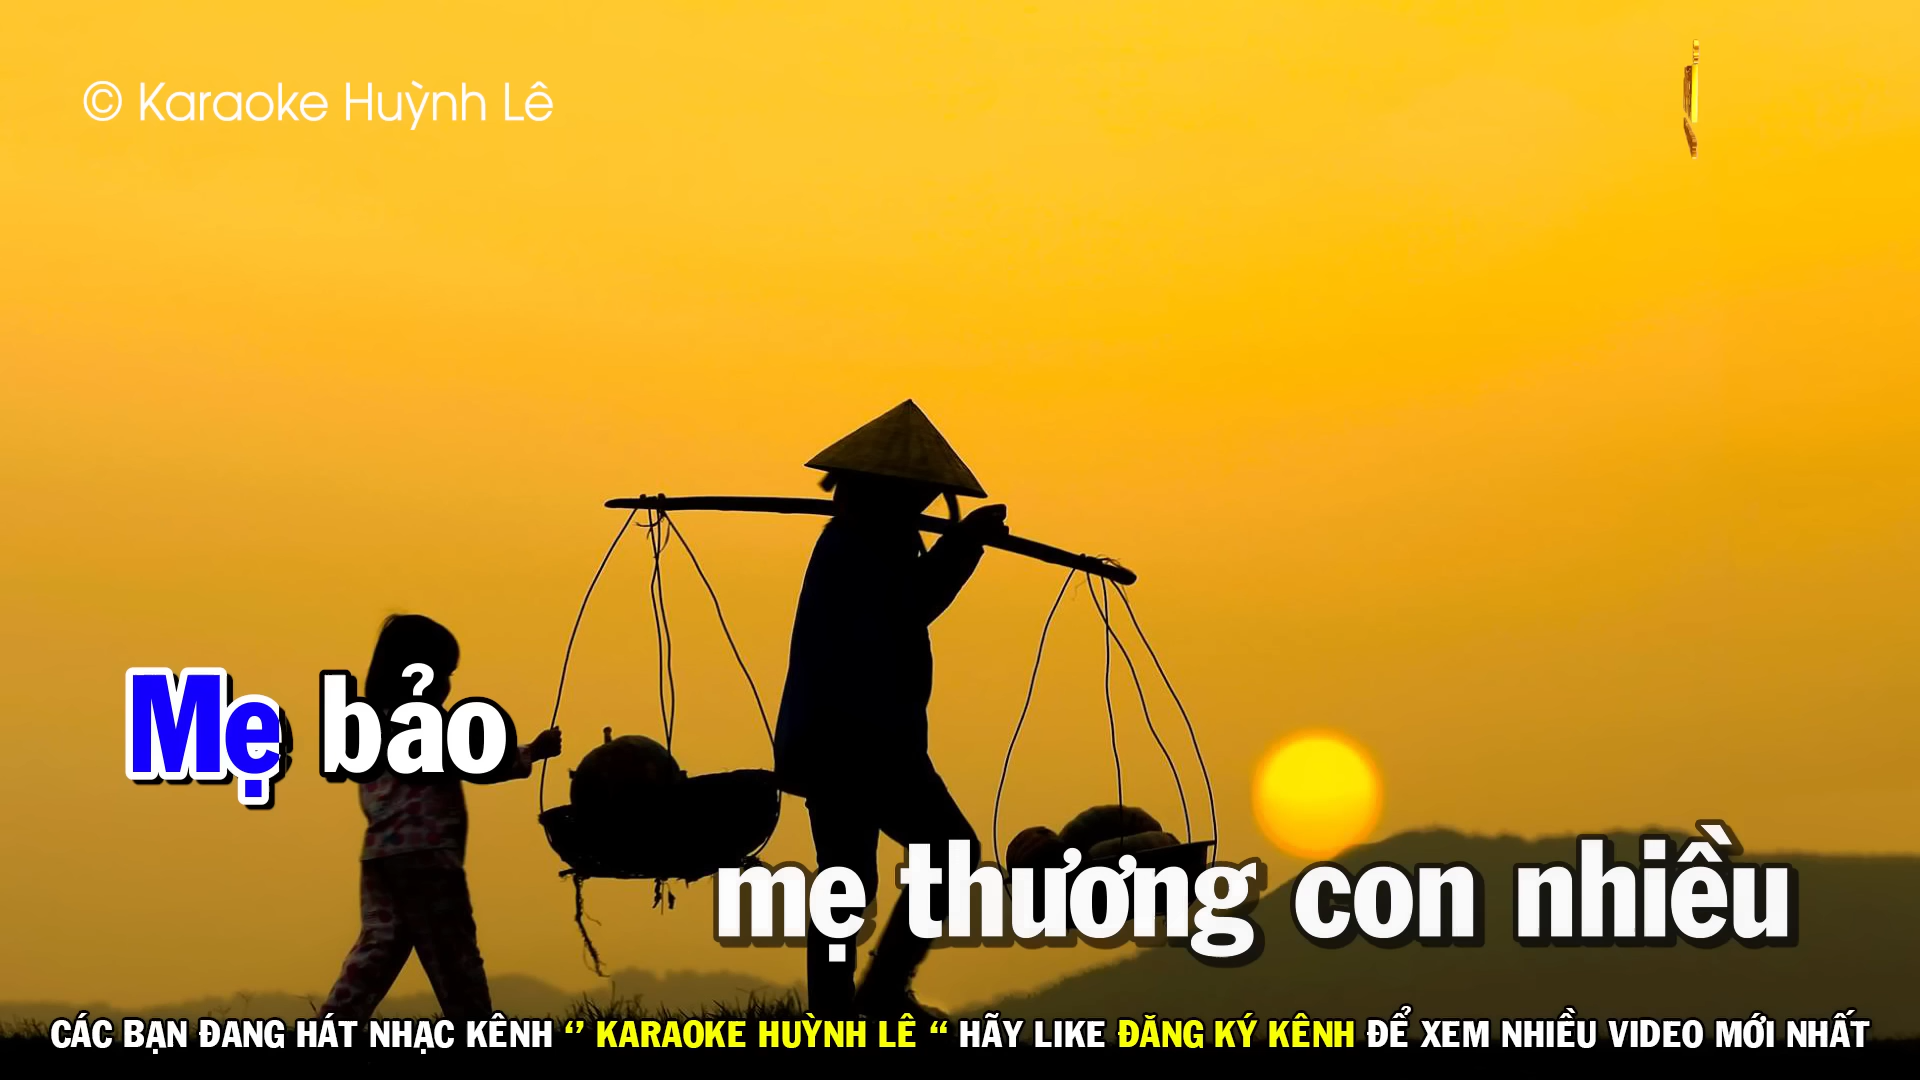 © Karaoke Huỳnh Lê
Mẹ bảo
mẹ thương con nhiều
CÁC BẠN ĐANG HÁT NHẠC KÊNH ‘’ KARAOKE HUỲNH LÊ “ HÃY LIKE ĐĂNG KÝ KÊNH ĐỂ XEM NHIỀU VIDEO MỚI NHẤT